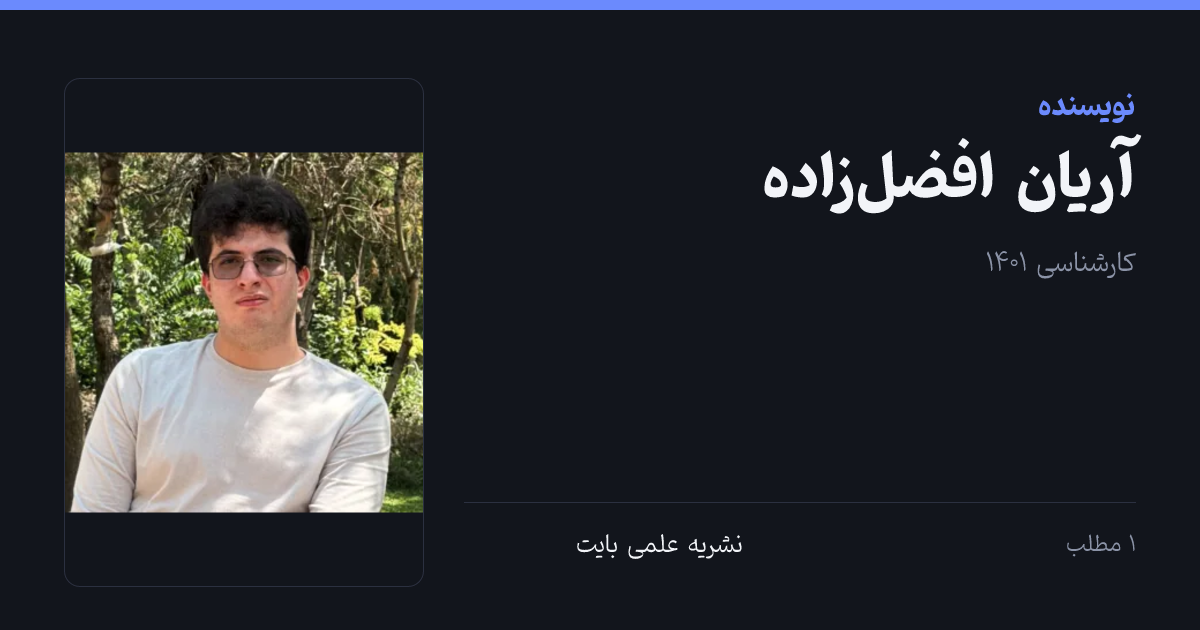 نویسنده
آریان افضل‌زاده
کارشناسی ۱۴۰۱
۱ مطلب
نشریه علمی بایت